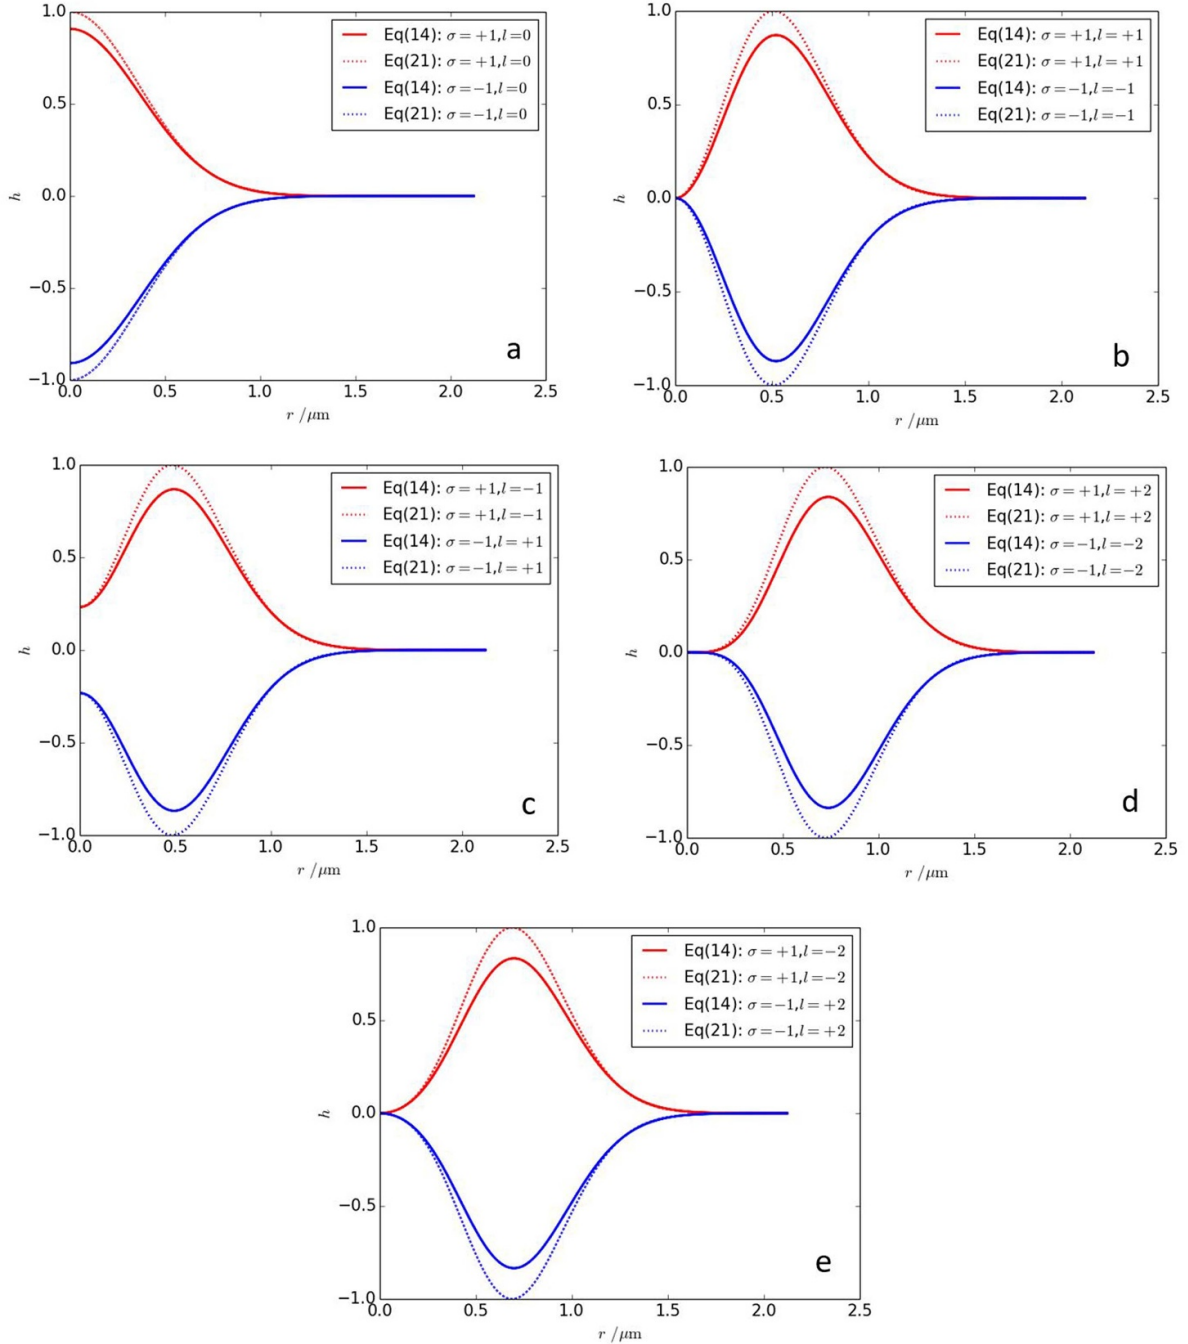 1.0
0.5
0.0
−0.5
−1.0
h
0.0 0.5 1.0 1.5 2.0 2.5
r /μm
Eq(14): σ=+1,l=0
Eq(21): σ=+1,l=0
Eq(14): σ=−1,l=0
Eq(21): σ=−1,l=0
a
1.0
0.5
0.0
−0.5
−1.0
h
0.0 0.5 1.0 1.5 2.0 2.5
r /μm
Eq(14): σ=+1,l=+1
Eq(21): σ=+1,l=+1
Eq(14): σ=−1,l=−1
Eq(21): σ=−1,l=−1
b
1.0
0.5
0.0
−0.5
−1.0
h
0.0 0.5 1.0 1.5 2.0 2.5
r /μm
Eq(14): σ=+1,l=−1
Eq(21): σ=+1,l=−1
Eq(14): σ=−1,l=+1
Eq(21): σ=−1,l=+1
c
1.0
0.5
0.0
−0.5
−1.0
h
0.0 0.5 1.0 1.5 2.0 2.5
r /μm
Eq(14): σ=+1,l=+2
Eq(21): σ=+1,l=+2
Eq(14): σ=−1,l=−2
Eq(21): σ=−1,l=−2
d
1.0
0.5
0.0
−0.5
−1.0
h
0.0 0.5 1.0 1.5 2.0 2.5
r /μm
Eq(14): σ=+1,l=−2
Eq(21): σ=+1,l=−2
Eq(14): σ=−1,l=+2
Eq(21): σ=−1,l=+2
e